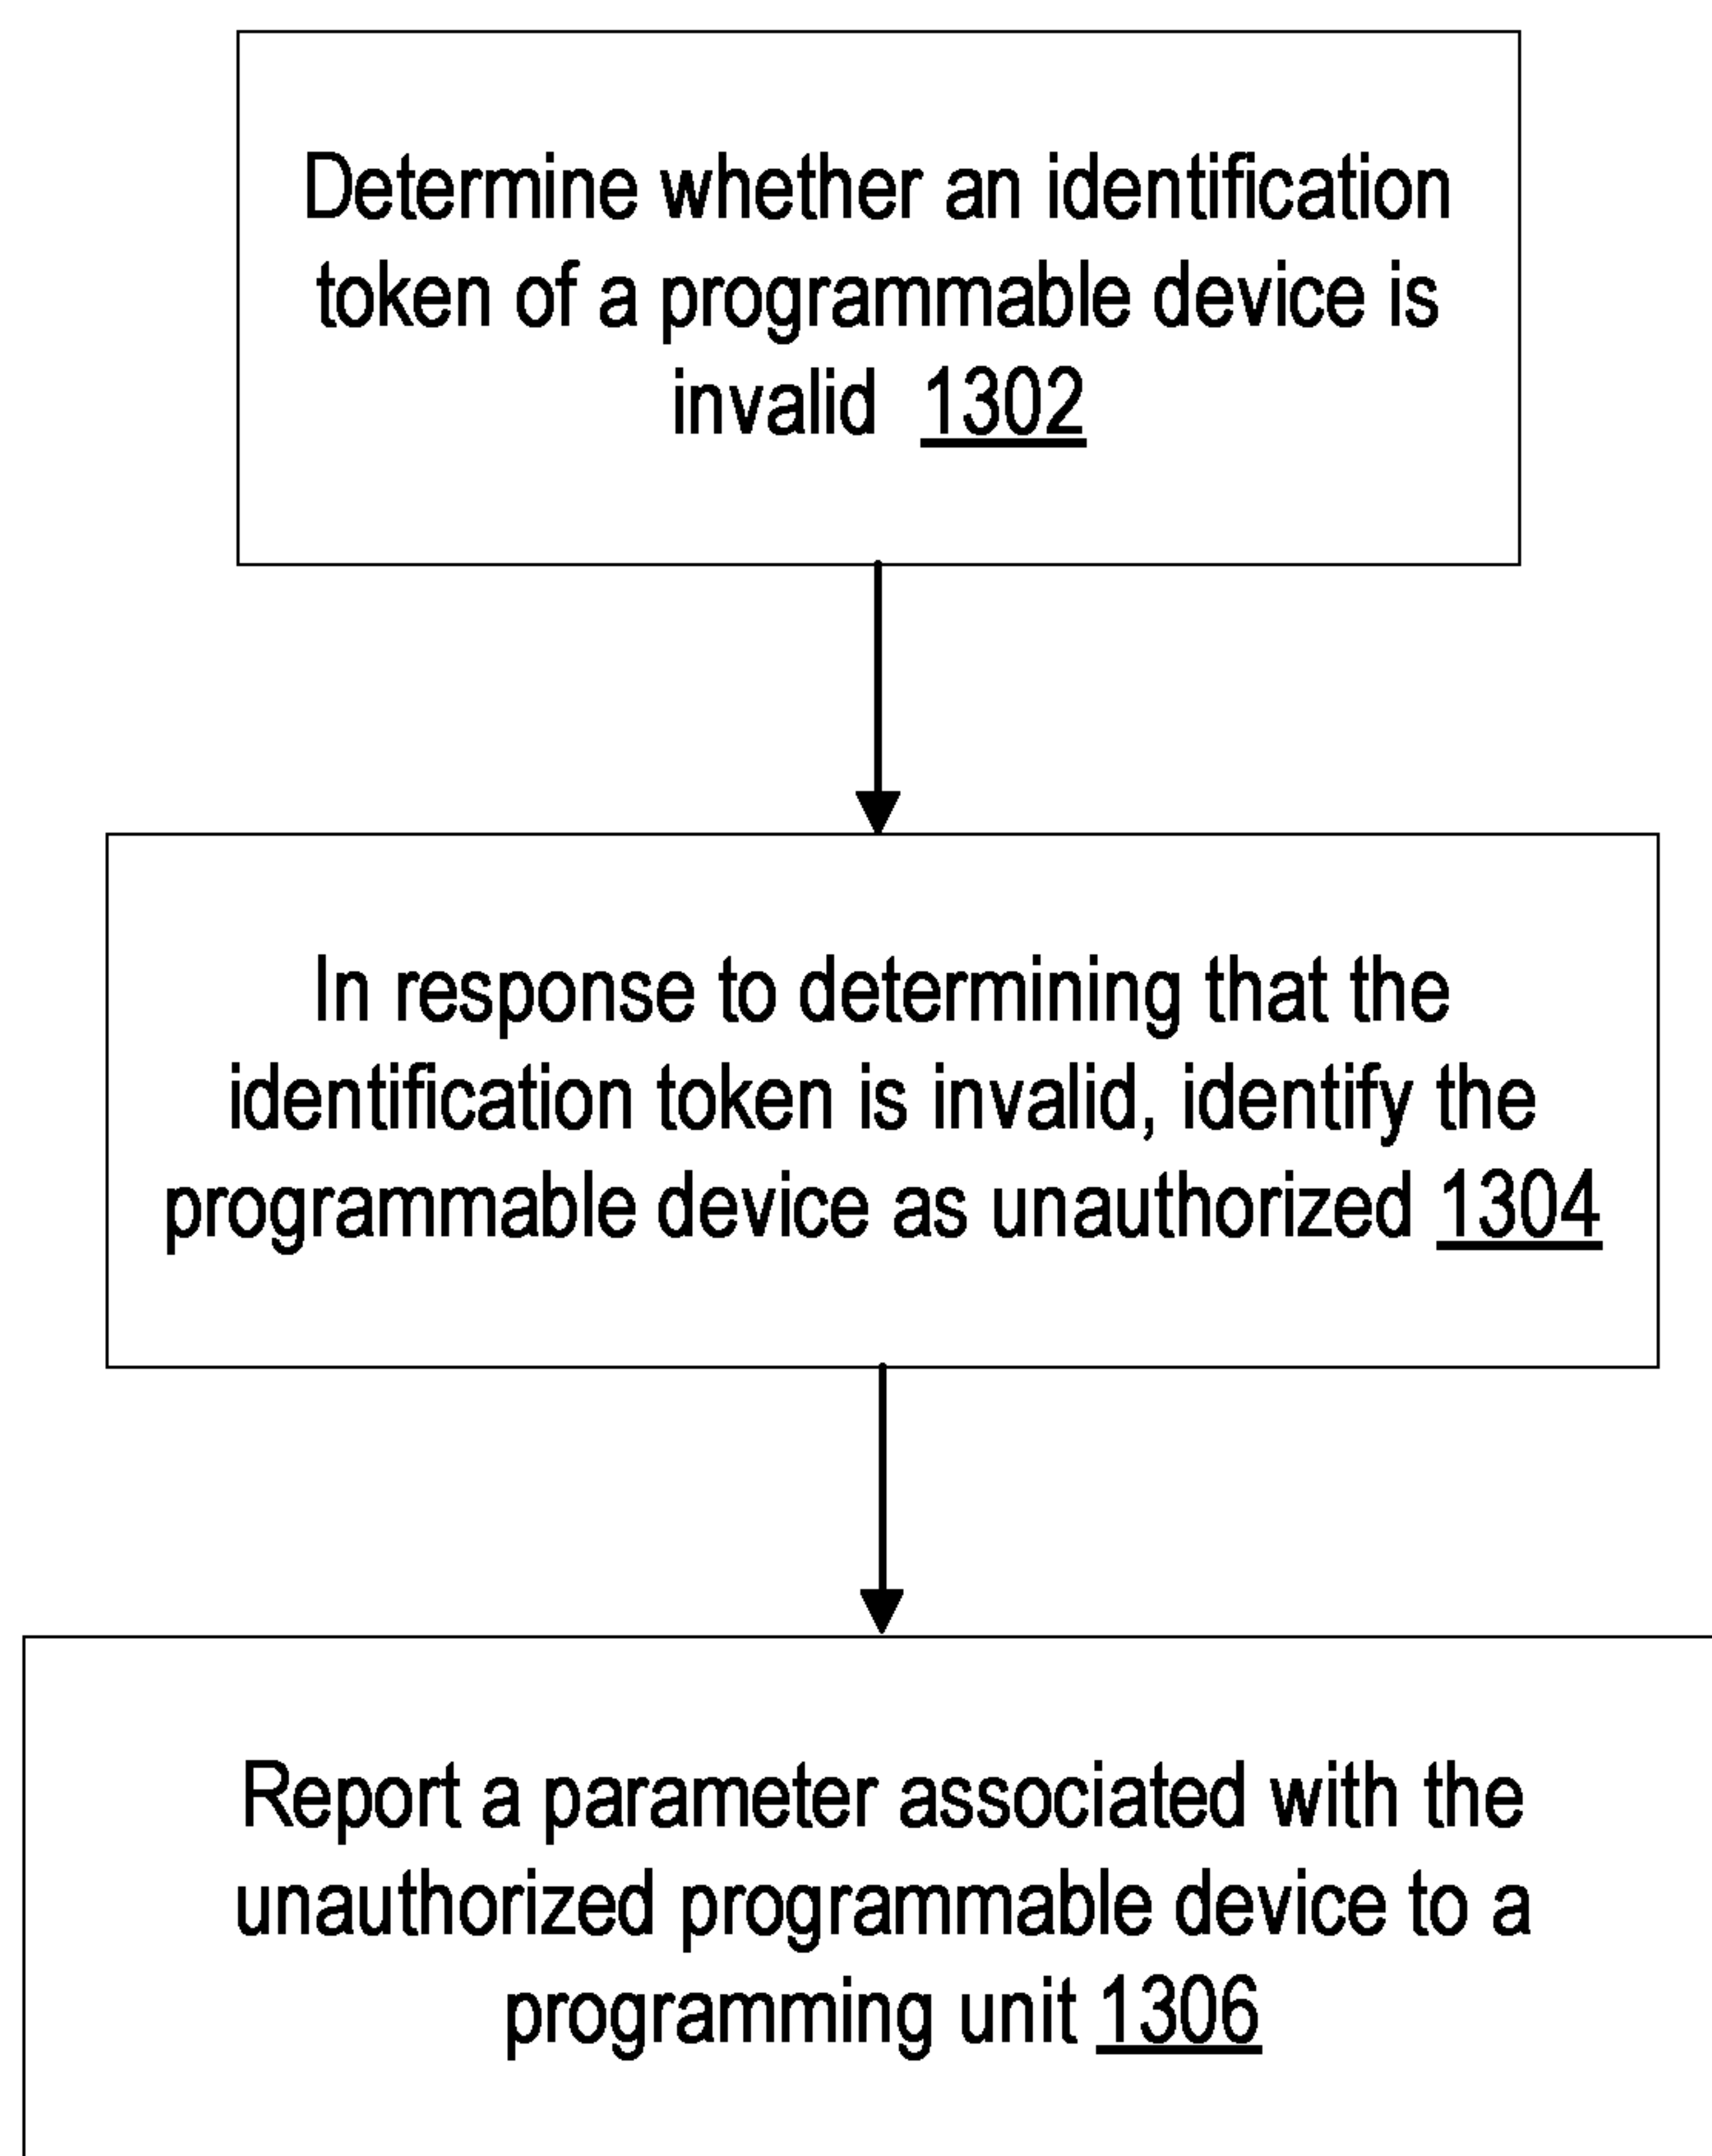 Determine whether an identification
token of a programmable device is
invalid 1302
In response to determining that the
identification token is invalid, identify the
programmable device as unauthorized 1304
Report a parameter associated with the
unauthorized programmable device to a
programming unit 1306